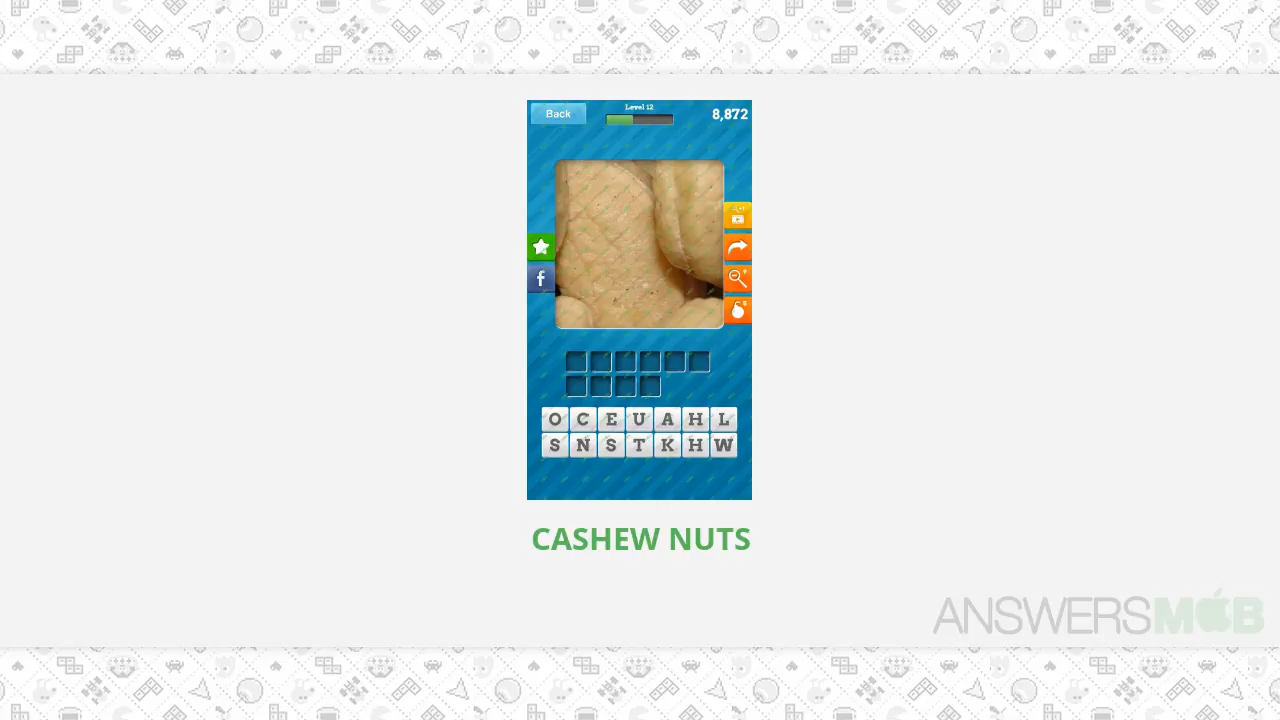 Level 12
Back
8,872
f
O C E U A H L
S N S T K H W
CASHEW NUTS
ANSWERSMOB